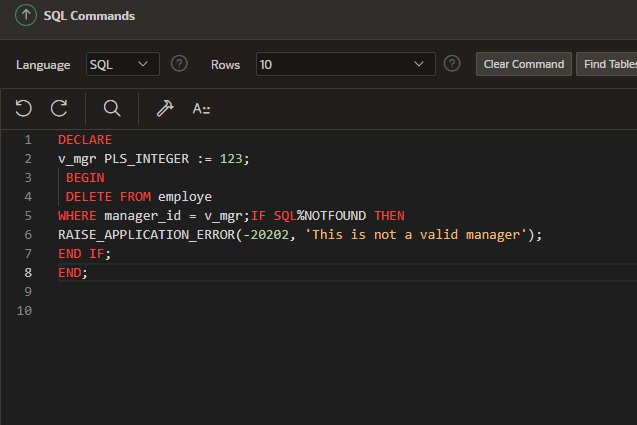 SQL Commands
Language SQL Rows 10 Clear Command Find Tables
A::
1 DECLARE
2 v_mgr PLS_INTEGER := 123;
3 BEGIN
4 DELETE FROM employe
5 WHERE manager_id = v_mgr;IF SQL%NOTFOUND THEN
6 RAISE_APPLICATION_ERROR(-20202, 'This is not a valid manager');
7 END IF;
8 END;
9
10